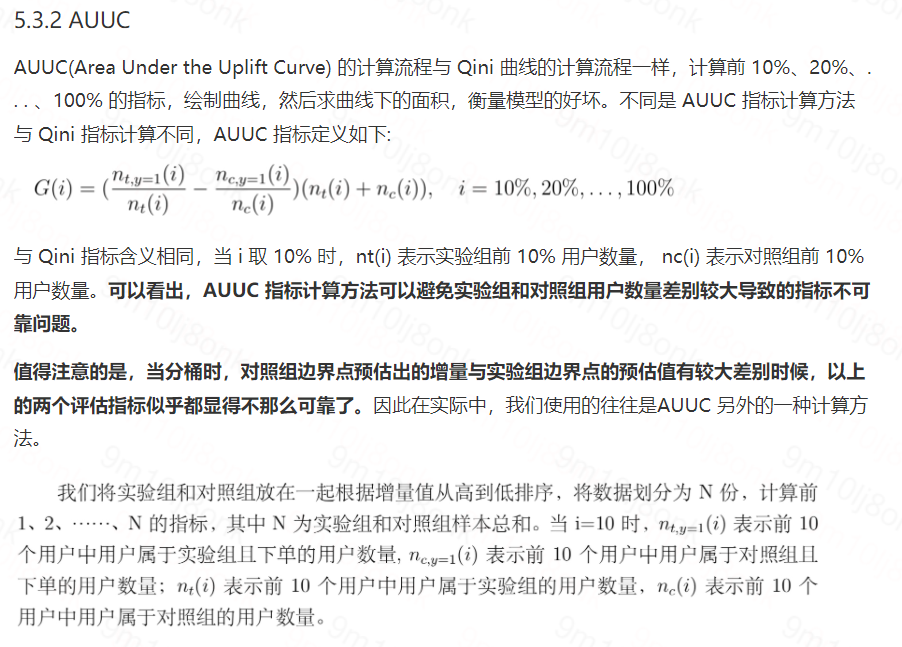 5.3.2 AUUC
AUUC(Area Under the Uplift Curve) 的计算流程与 Qini 曲线的计算流程一样，计算前 10%、20%、.
. .、100% 的指标，绘制曲线，然后求曲线下的面积，衡量模型的好坏。不同是 AUUC 指标计算方法
与 Qini 指标计算不同，AUUC 指标定义如下:
G(i) = (\frac{n_{t,y=1}(i)}{n_t(i)} − \frac{n_{c,y=1}(i)}{n_c(i)})(n_t(i) + n_c(i)), i = 10%, 20%, . . . , 100%
与 Qini 指标含义相同，当 i 取 10% 时，nt(i) 表示实验组前 10% 用户数量， nc(i) 表示对照组前 10%
用户数量。可以看出，AUUC 指标计算方法可以避免实验组和对照组用户数量差别较大导致的指标不可
靠问题。
值得注意的是，当分桶时，对照组边界点预估出的增量与实验组边界点的预估值有较大差别时候，以上
的两个评估指标似乎都显得不那么可靠了。因此在实际中，我们使用的往往是AUUC 另外的一种计算方
法。
我们将实验组和对照组放在一起根据增量值从高到低排序，将数据划分为 N 份，计算前
1、2、……、N 的指标，其中 N 为实验组和对照组样本总和。当 i=10 时，n_{t,y=1}(i) 表示前 10
个用户中用户属于实验组且下单的用户数量, n_{c,y=1}(i) 表示前 10 个用户中用户属于对照组且
下单的用户数量；n_t(i) 表示前 10 个用户中用户属于实验组的用户数量，n_c(i) 表示前 10 个
用户中用户属于对照组的用户数量。
9m10lj8onk